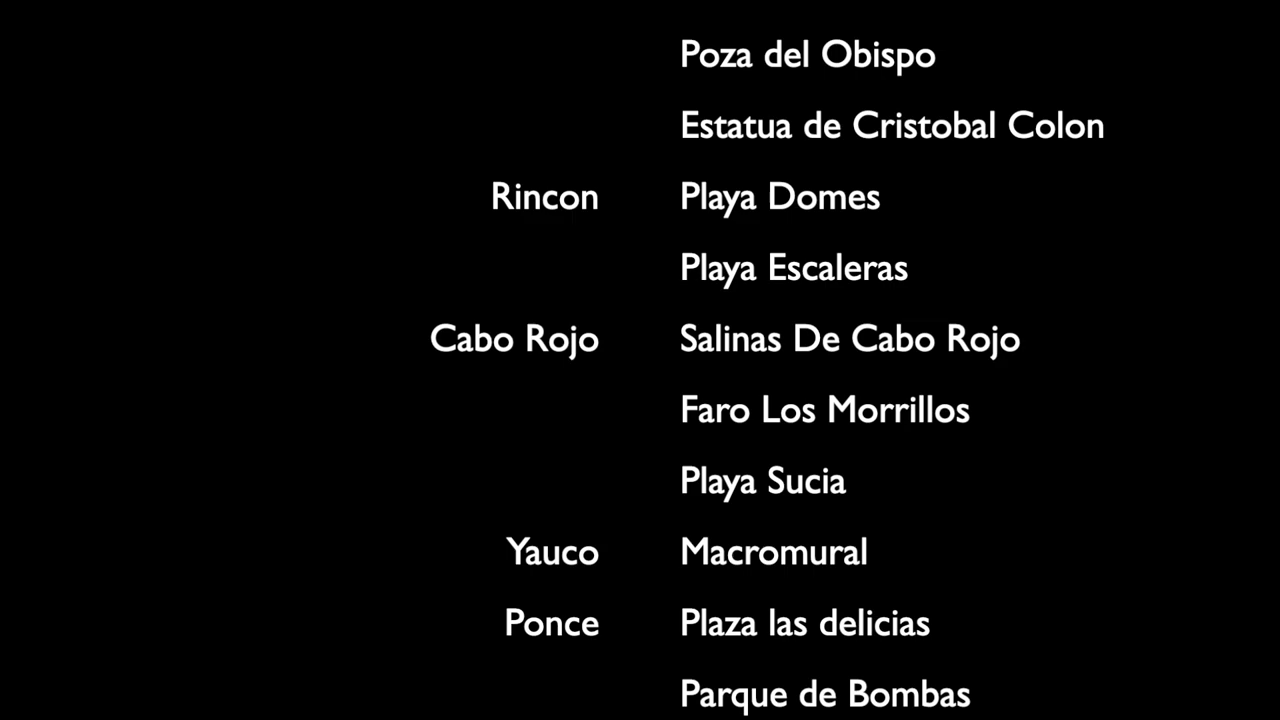 Poza del Obispo
Estatua de Cristobal Colon
Rincon Playa Domes
Playa Escaleras
Cabo Rojo Salinas De Cabo Rojo
Faro Los Morrillos
Playa Sucia
Yauco Macromural
Ponce Plaza las delicias
Parque de Bombas